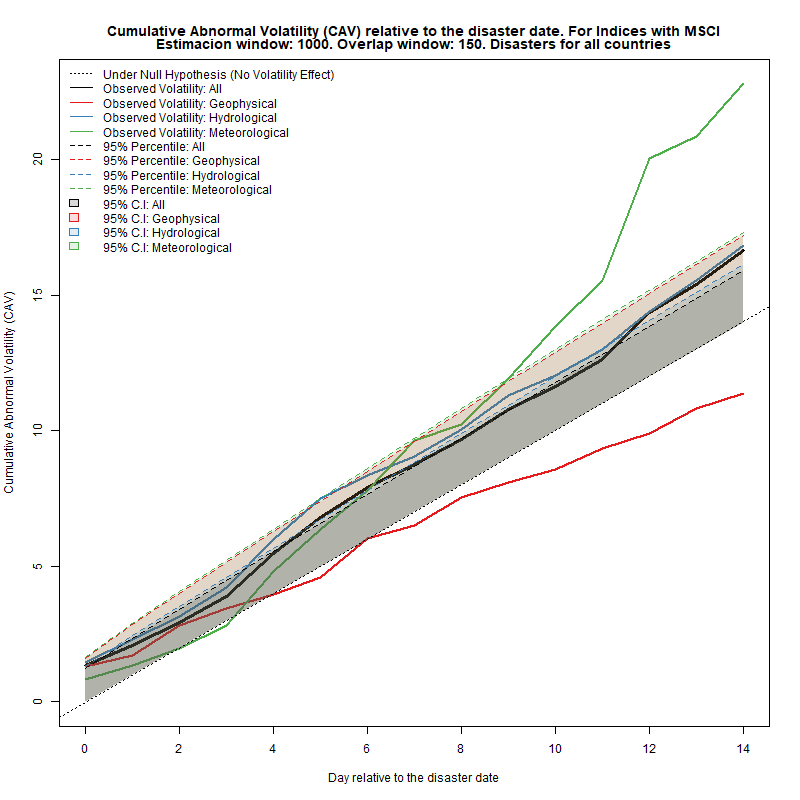 Cumulative Abnormal Volatility (CAV) relative to the disaster date. For Indices with MSCI
Estimacion window: 1000. Overlap window: 150. Disasters for all countries
Under Null Hypothesis (No Volatility Effect)
Observed Volatility: All
Observed Volatility: Geophysical
Observed Volatility: Hydrological
Observed Volatility: Meteorological
95% Percentile: All
95% Percentile: Geophysical
95% Percentile: Hydrological
95% Percentile: Meteorological
95% C.I: All
95% C.I: Geophysical
95% C.I: Hydrological
95% C.I: Meteorological
Cumulative Abnormal Volatility (CAV)
20
15
10
5
0
0 2 4 6 8 10 12 14
Day relative to the disaster date